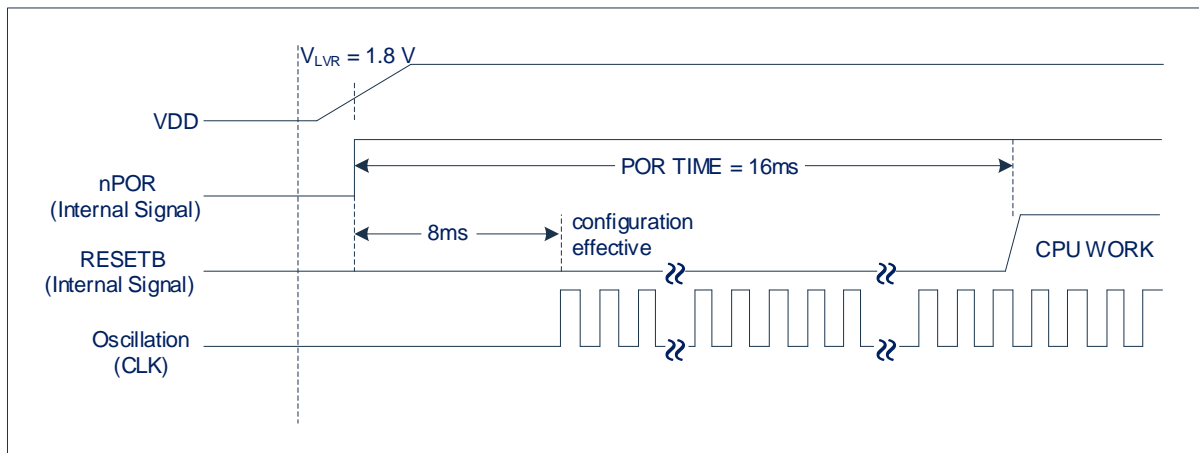 VLVR = 1.8 V
VDD
POR TIME = 16ms
nPOR
(Internal Signal)
8ms
configuration
effective
RESETB
(Internal Signal)
CPU WORK
Oscillation
(CLK)